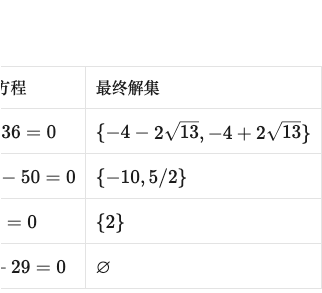 方程 最终解集
36 = 0 {−4 − 2√13, −4 + 2√13}
− 50 = 0 {−10, 5/2}
= 0 {2}
- 29 = 0 ∅